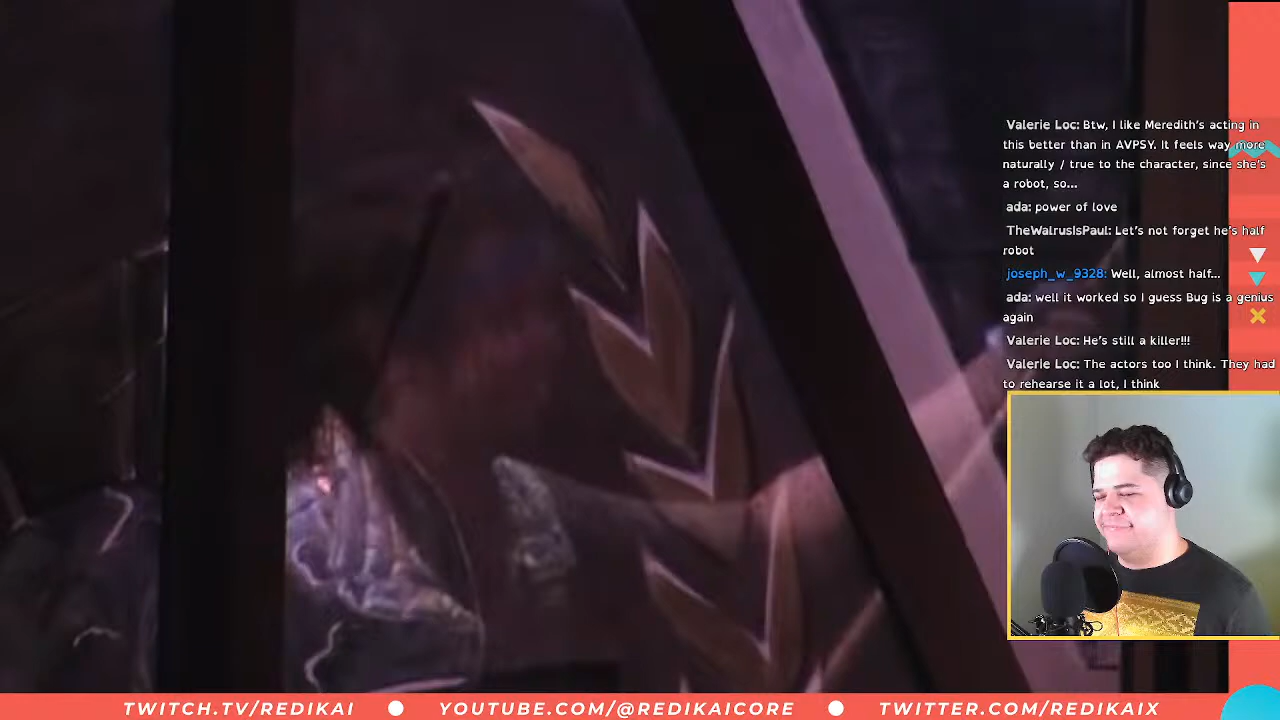 Valerie Loc: Btw, I like Meredith's acting in
this better than in AVPSY. It feels way more
naturally / true to the character, since she's
a robot, so...
ada: power of love
TheWalrusIsPaul: Let's not forget he's half
robot
joseph_w_9328: Well, almost half...
ada: well it worked so I guess Bug is a genius
again
Valerie Loc: He's still a killer!!!
Valerie Loc: The actors too I think. They had
to rehearse it a lot, I think
TWITCH.TV/REDIKAI
YOUTUBE.COM/@REDIKAICORE
TWITTER.COM/REDIKAIX